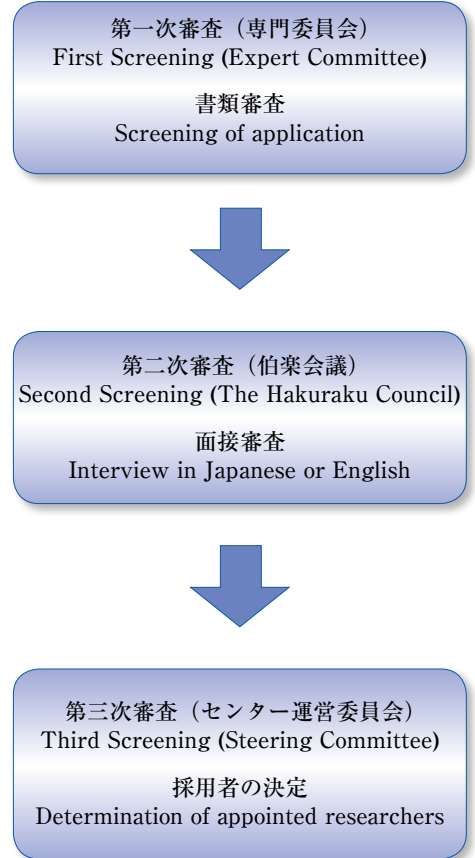 第一次審査（専門委員会）
First Screening (Expert Committee)
書類審査
Screening of application
第二次審査（伯楽会議）
Second Screening (The Hakuraku Council)
面接審査
Interview in Japanese or English
第三次審査（センター運営委員会）
Third Screening (Steering Committee)
採用者の決定
Determination of appointed researchers